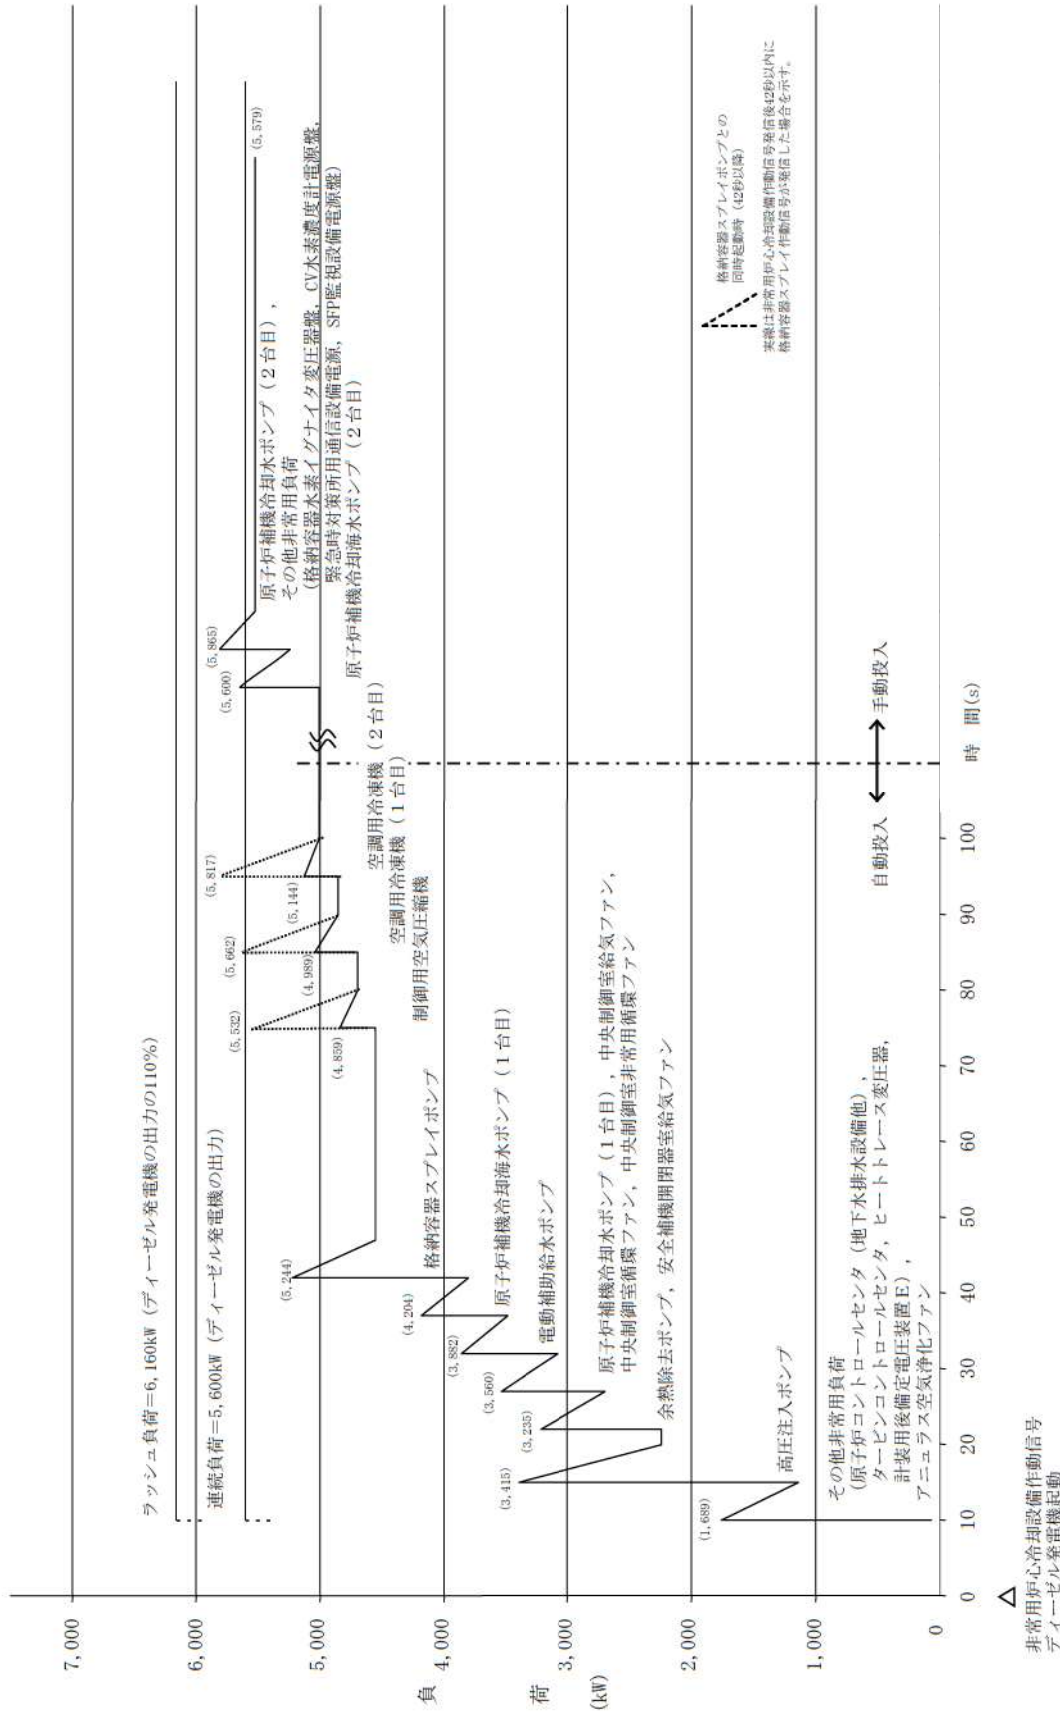 7,000
6,000
5,000
4,000
3,000
2,000
1,000
0
負
荷
(kW)
ラッシュ負荷=6,160kW (ディーゼル発電機の出力の110%)
連続負荷=5,600kW (ディーゼル発電機の出力)
(1,689)
(3,415)
(3,235)
(3,560)
(3,882)
(4,204)
(5,244)
(4,859)
(5,532)
(4,989)
(5,662)
(5,144)
(5,817)
(5,600)
(5,865)
(5,579)
その他非常用負荷
(原子炉コントロールセンタ (地下水排水設備他),
タービンコントロールセンタ, ヒートトレース変圧器,
計装用後備定電圧装置E),
アニュラス空気浄化ファン
高圧注入ポンプ
余熱除去ポンプ, 安全補機開閉器室給気ファン
原子炉補機冷却水ポンプ (1台目), 中央制御室給気ファン,
中央制御室循環ファン, 中央制御室非常用循環ファン
電動補助給水ポンプ
原子炉補機冷却海水ポンプ (1台目)
格納容器スプレイポンプ
制御用空気圧縮機
空調用冷凍機 (1台目)
空調用冷凍機 (2台目)
原子炉補機冷却水ポンプ (2台目),
その他非常用負荷
(格納容器水素イグナイタ変圧器盤, CV水素濃度計電源盤,
緊急時対策所用通信設備電源, SFP監視設備電源盤)
原子炉補機冷却海水ポンプ (2台目)
格納容器スプレイポンプとの
同時起動時 (42秒以降)
実線は非常用炉心冷却設備作動信号発信後42秒以内に
格納容器スプレイ作動信号が発信した場合を示す。
自動投入
手動投入
0
10
20
30
40
50
60
70
80
90
100
時 間(s)
非常用炉心冷却設備作動信号
ディーゼル発電機起動